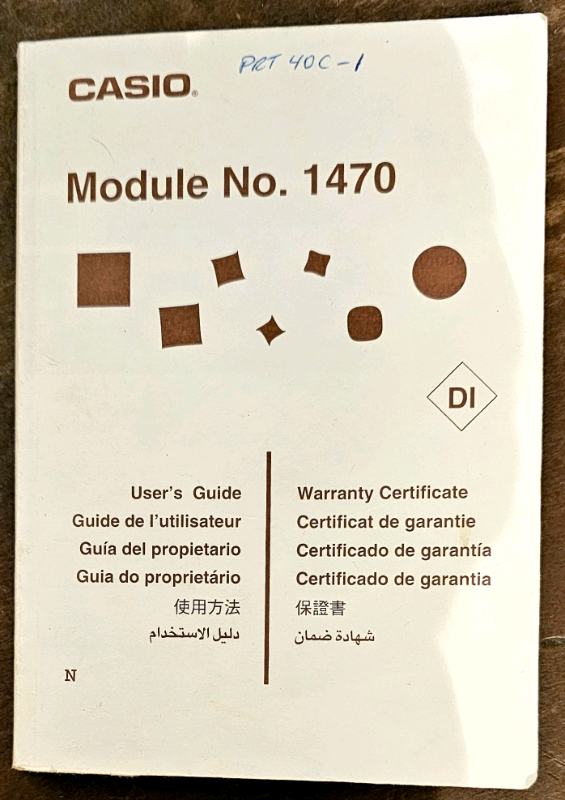 PRT 40C-1
CASIO®
Module No. 1470
DI
User's Guide
Guide de l'utilisateur
Guía del propietario
Guia do proprietário
使用方法
دليل الاستخدام
Warranty Certificate
Certificat de garantie
Certificado de garantía
Certificado de garantia
保證書
شهادة ضمان
N